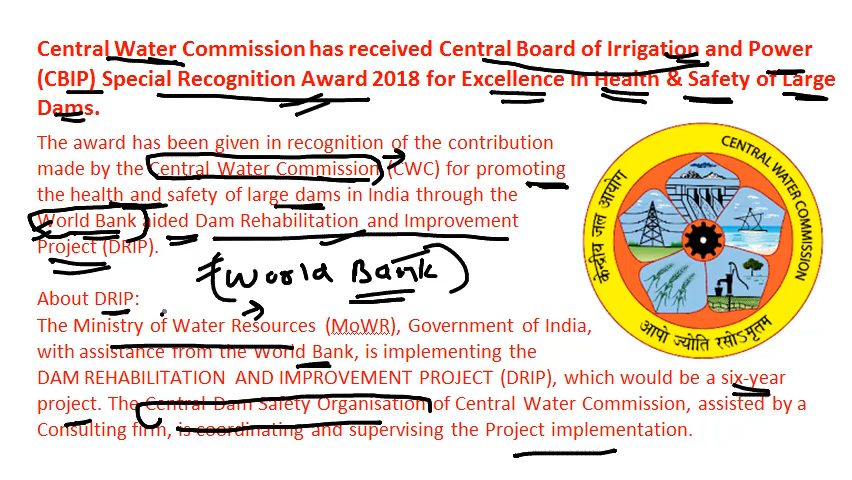 Central Water Commission has received Central Board of Irrigation and Power
(CBIP) Special Recognition Award 2018 for Excellence in Health & Safety of Large
Dams.
The award has been given in recognition of the contribution
made by the Central Water Commission (CWC) for promoting
the health and safety of large dams in India through the
World Bank aided Dam Rehabilitation and Improvement
Project (DRIP).
(World Bank)
About DRIP:
The Ministry of Water Resources (MoWR), Government of India,
with assistance from the World Bank, is implementing the
DAM REHABILITATION AND IMPROVEMENT PROJECT (DRIP), which would be a six-year
project. The Central Dam Safety Organisation of Central Water Commission, assisted by a
Consulting firm, is coordinating and supervising the Project implementation.
केन्द्रीय जल आयोग
CENTRAL WATER COMMISSION
आपो ज्योति रसोऽमृतम्